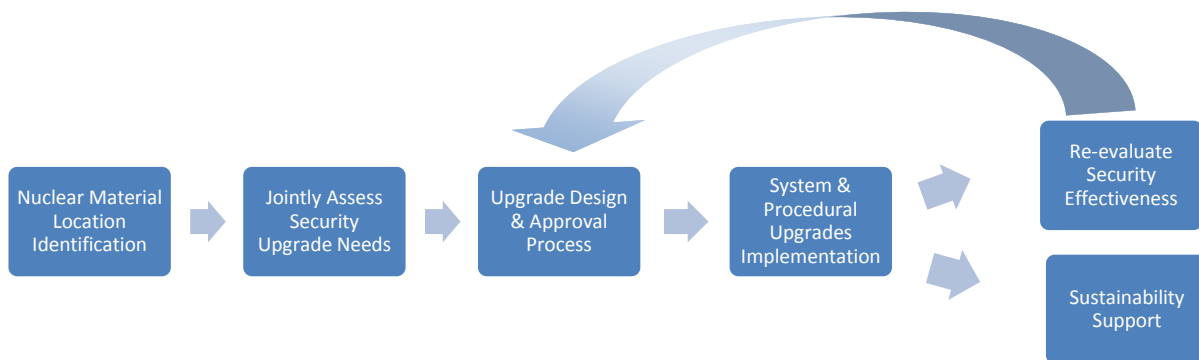 Nuclear Material
Location
Identification
Jointly Assess
Security
Upgrade Needs
Upgrade Design
& Approval
Process
System &
Procedural
Upgrades
Implementation
Re-evaluate
Security
Effectiveness
Sustainability
Support